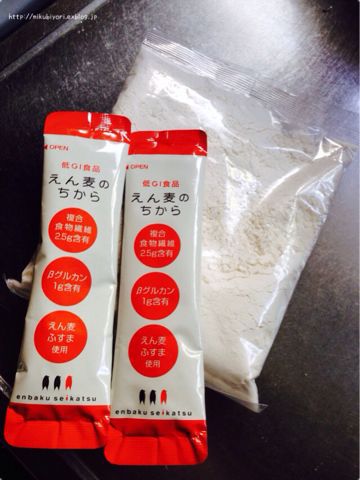 http://nikubiyori.exblog.jp
OPEN
低GI食品
えん麦の
ちから
複合
食物繊維
2.5g含有
βグルカン
1g含有
えん麦
ふすま
使用
enbaku seikatsu
OPEN
低GI食品
えん麦の
ちから
複合
食物繊維
2.5g含有
βグルカン
1g含有
えん麦
ふすま
使用
enbaku seikatsu